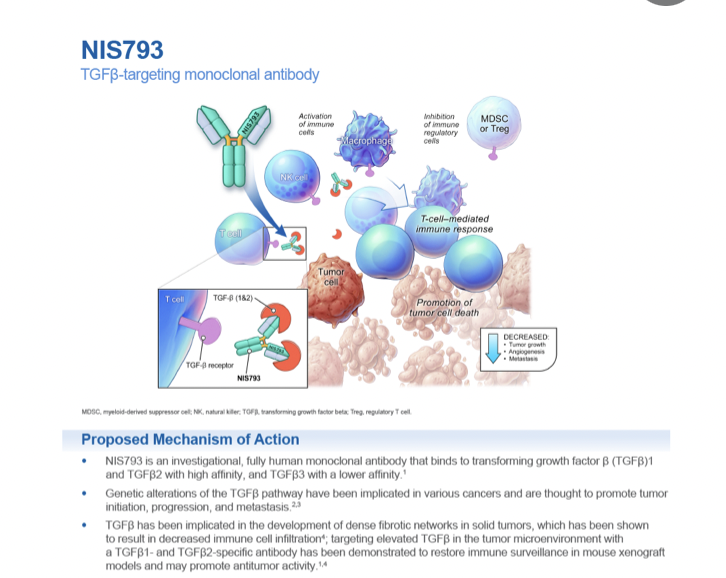 NIS793
TGFβ-targeting monoclonal antibody
NIS793
Activation
of immune
cells
Macrophage
Inhibition
of immune
regulatory
cells
MDSC
or Treg
NK cell
T cell
T-cell–mediated
immune response
Tumor
cell
Promotion of
tumor cell death
T cell
TGF-β (1&2)
NIS793
TGF-β receptor
NIS793
DECREASED:
• Tumor growth
• Angiogenesis
• Metastasis
MDSC, myeloid-derived suppressor cell; NK, natural killer; TGFβ, transforming growth factor beta; Treg, regulatory T cell.
Proposed Mechanism of Action
• NIS793 is an investigational, fully human monoclonal antibody that binds to transforming growth factor β (TGFβ)1
and TGFβ2 with high affinity, and TGFβ3 with a lower affinity.¹
• Genetic alterations of the TGFβ pathway have been implicated in various cancers and are thought to promote tumor
initiation, progression, and metastasis.²,³
• TGFβ has been implicated in the development of dense fibrotic networks in solid tumors, which has been shown
to result in decreased immune cell infiltration⁴; targeting elevated TGFβ in the tumor microenvironment with
a TGFβ1- and TGFβ2-specific antibody has been demonstrated to restore immune surveillance in mouse xenograft
models and may promote antitumor activity.¹,⁴